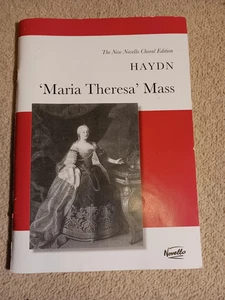 The New Novello Choral Edition
HAYDN
‘Maria Theresa’ Mass
Novello